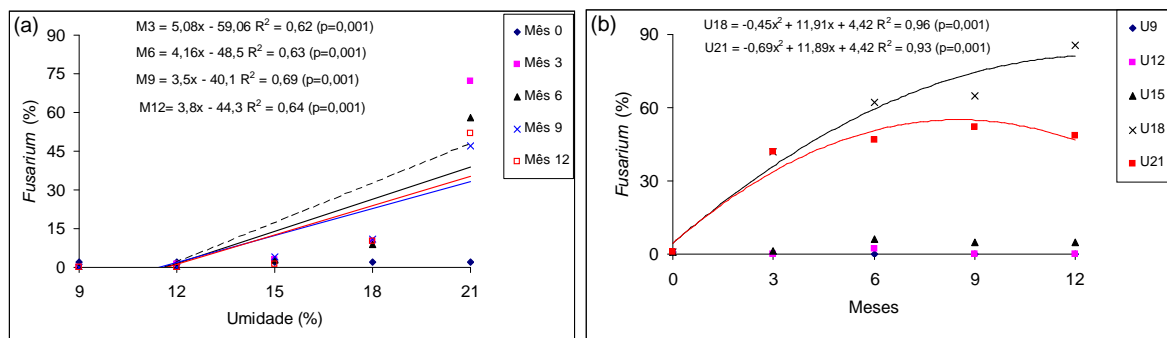 (a)
M3 = 5,08x - 59,06 R² = 0,62 (p=0,001)
M6 = 4,16x - 48,5 R² = 0,63 (p=0,001)
M9 = 3,5x - 40,1 R² = 0,69 (p=0,001)
M12= 3,8x - 44,3 R² = 0,64 (p=0,001)
Fusarium (%)
90
75
60
45
30
15
0
9 12 15 18 21
Umidade (%)
Mês 0
Mês 3
Mês 6
Mês 9
Mês 12
(b)
U18 = -0,45x² + 11,91x + 4,42 R² = 0,96 (p=0,001)
U21 = -0,69x² + 11,89x + 4,42 R² = 0,93 (p=0,001)
Fusarium (%)
90
60
30
0
0 3 6 9 12
Meses
U9
U12
U15
U18
U21